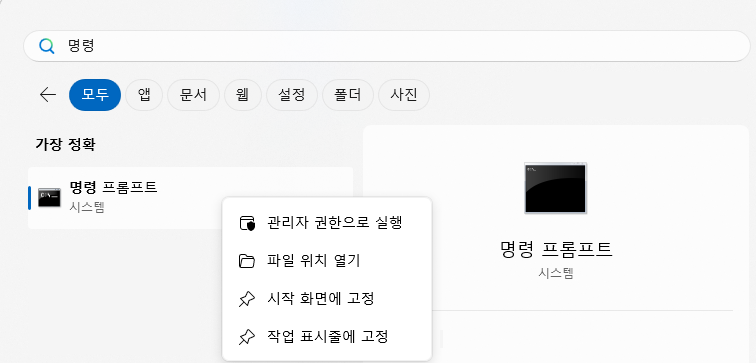 명령
모두 앱 문서 웹 설정 폴더 사진
가장 정확
명령 프롬프트
시스템
관리자 권한으로 실행
파일 위치 열기
시작 화면에 고정
작업 표시줄에 고정
명령 프롬프트
시스템